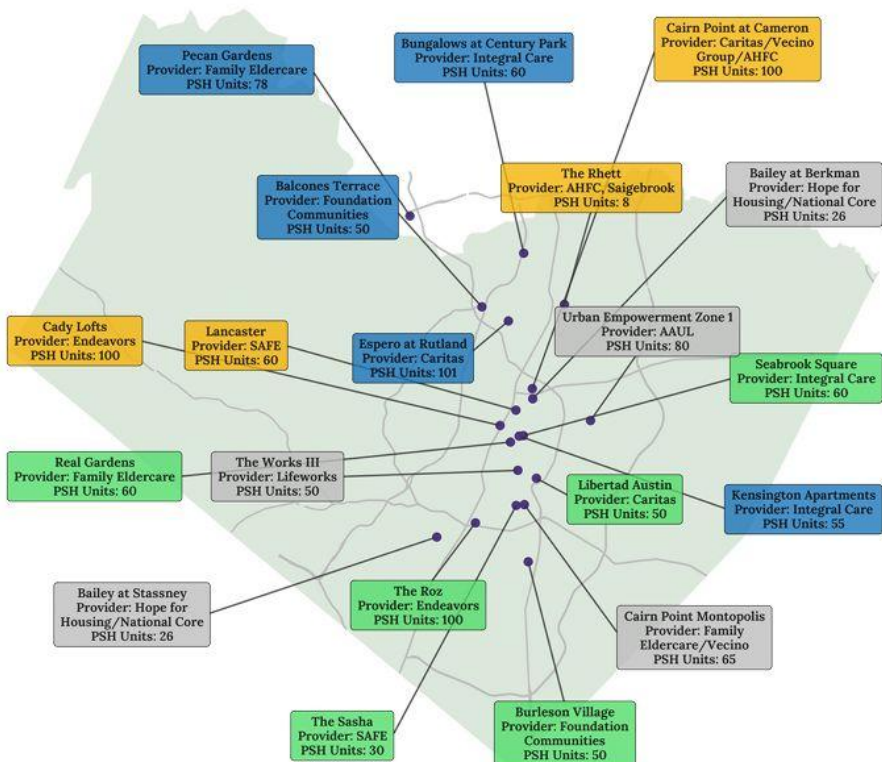 Pecan Gardens
Provider: Family Eldercare
PSH Units: 78
Bungalows at Century Park
Provider: Integral Care
PSH Units: 60
Cairn Point at Cameron
Provider: Caritas/Vecino
Group/AHFC
PSH Units: 100
Balcones Terrace
Provider: Foundation
Communities
PSH Units: 50
The Rhett
Provider: AHFC, Saigebrook
PSH Units: 8
Bailey at Berkman
Provider: Hope for
Housing/National Core
PSH Units: 26
Cady Lofts
Provider: Endeavors
PSH Units: 100
Lancaster
Provider: SAFE
PSH Units: 60
Espero at Rutland
Provider: Caritas
PSH Units: 101
Urban Empowerment Zone 1
Provider: AAUL
PSH Units: 80
Seabrook Square
Provider: Integral Care
PSH Units: 60
Real Gardens
Provider: Family Eldercare
PSH Units: 60
The Works III
Provider: Lifeworks
PSH Units: 50
Libertad Austin
Provider: Caritas
PSH Units: 50
Kensington Apartments
Provider: Integral Care
PSH Units: 55
Bailey at Stassney
Provider: Hope for
Housing/National Core
PSH Units: 26
The Roz
Provider: Endeavors
PSH Units: 100
Cairn Point Montopolis
Provider: Family
Eldercare/Vecino
PSH Units: 65
The Sasha
Provider: SAFE
PSH Units: 30
Burleson Village
Provider: Foundation
Communities
PSH Units: 50